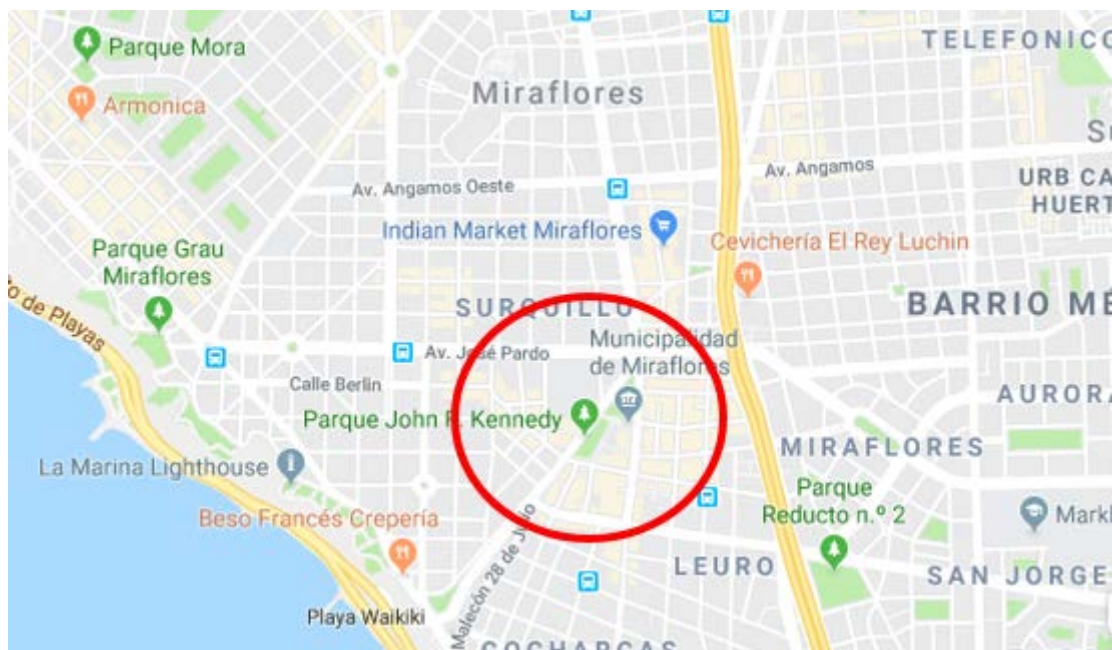 Parque Mora
Armonica
TELEFONICO
Miraflores
Av. Angamos Oeste
Av. Angamos
URB CA
HUERT
Indian Market Miraflores
Cevichería El Rey Luchin
Parque Grau
Miraflores
o de Playas
SURQUILLO
BARRIO ME
Municipalidad
de Miraflores
Av. José Pardo
Calle Berlin
Parque John F. Kennedy
AURORA
MIRAFLORES
La Marina Lighthouse
Beso Francés Crepería
Parque
Reducto n.º 2
Mark
Malecón 28 de Julio
LEURO
SAN JORGE
Playa Waikiki
COCHARCAS